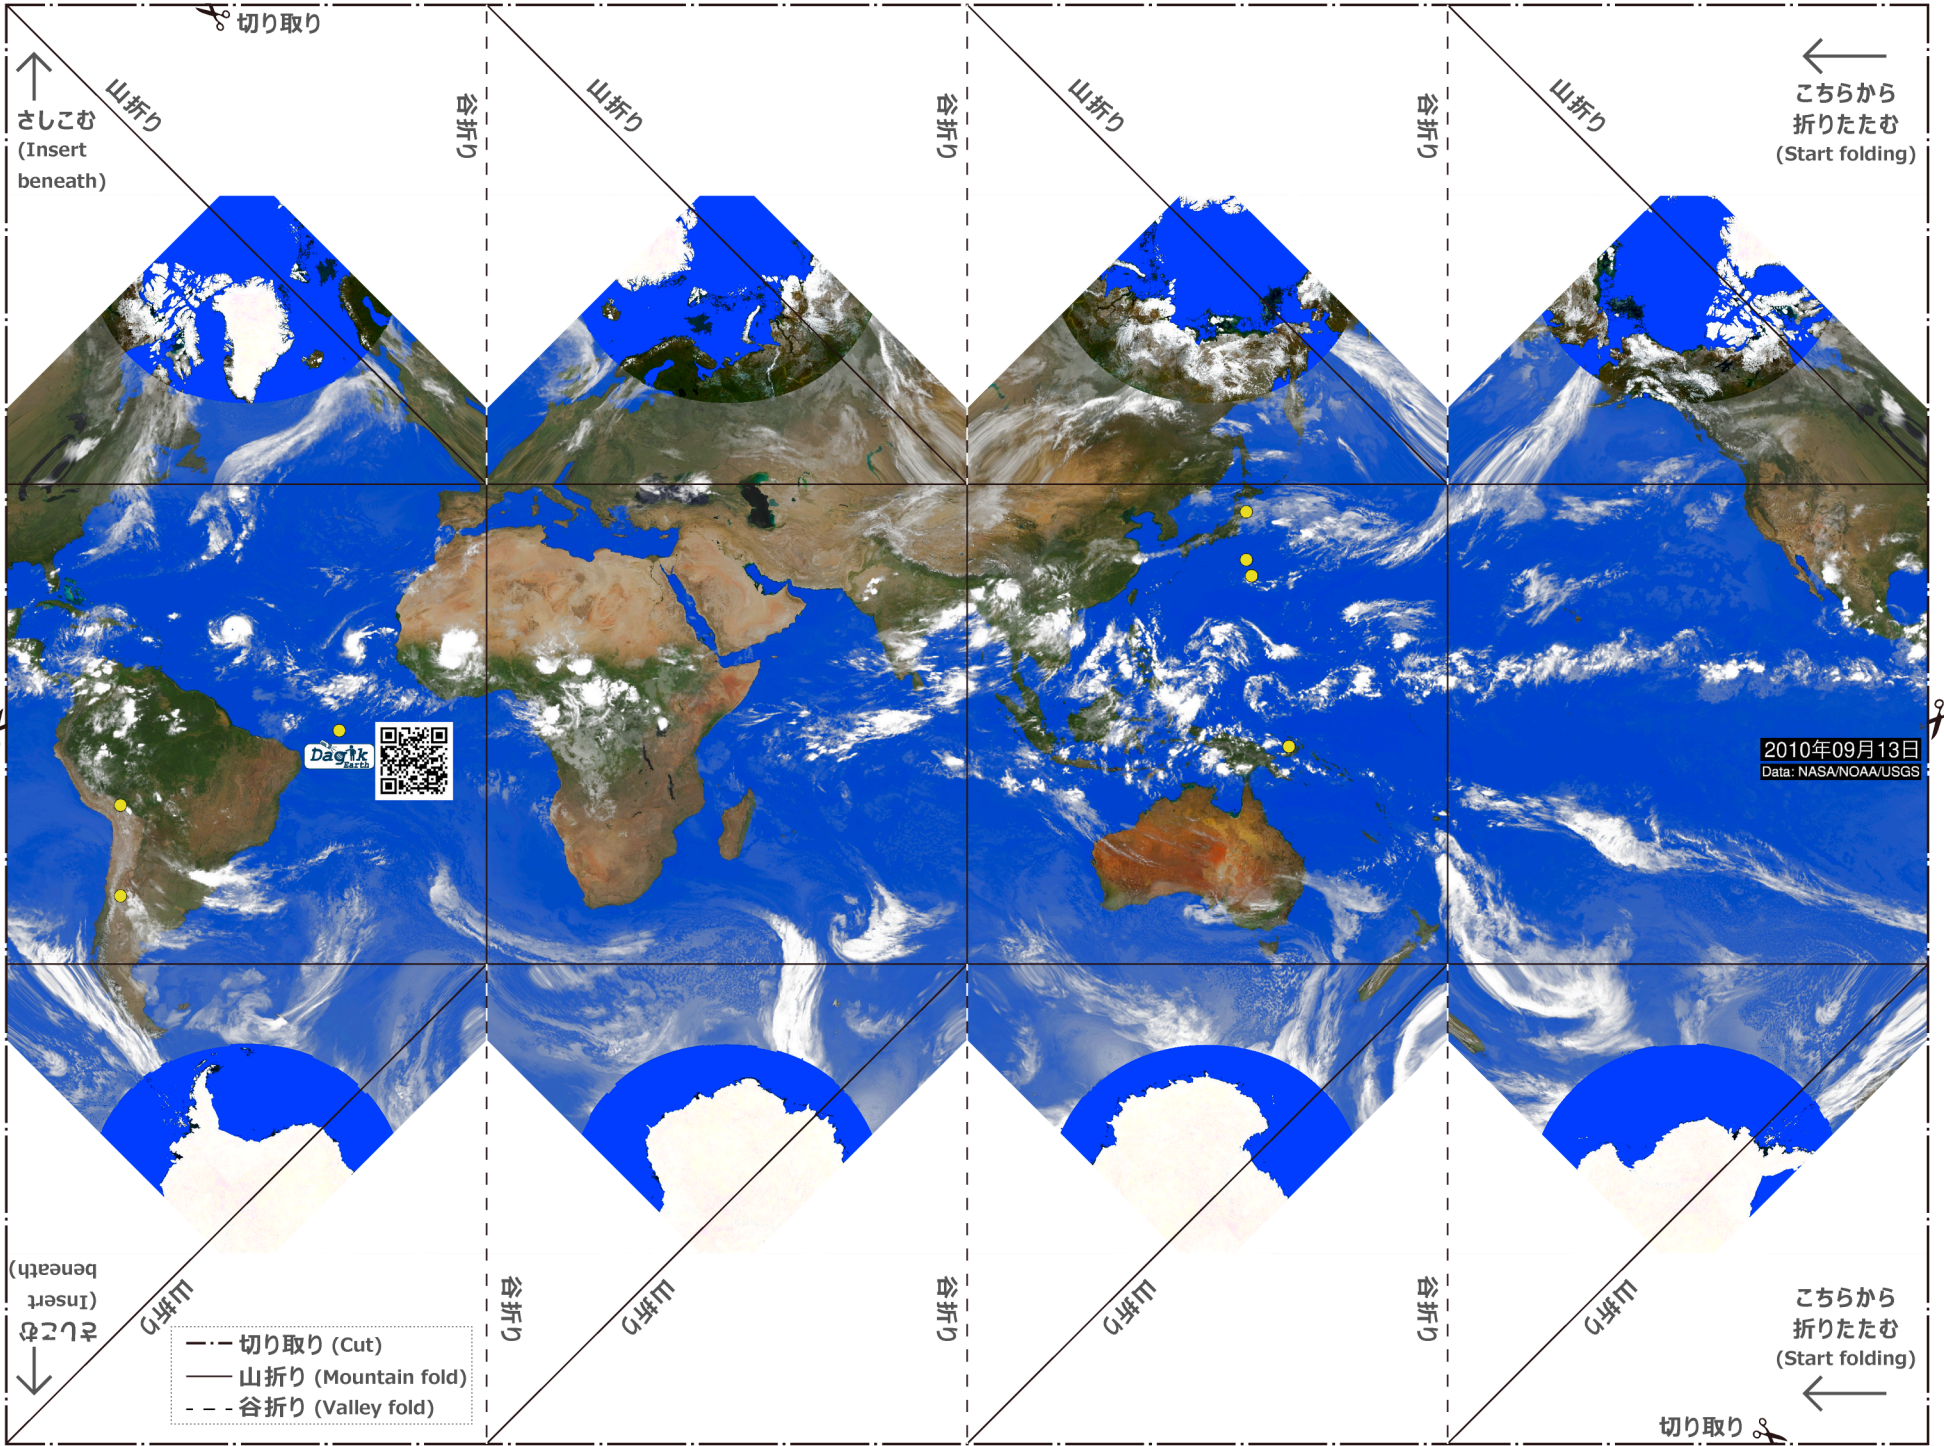 切り取り
山折り
谷折り
山折り
谷折り
山折り
谷折り
山折り
さしこむ
(Insert
beneath)
こちらから
折りたたむ
(Start folding)
Dagik
Earth
2010年09月13日
Data: NASA/NOAA/USGS
さしこむ
(Insert
beneath)
山折り
谷折り
山折り
谷折り
山折り
谷折り
山折り
こちらから
折りたたむ
(Start folding)
切り取り (Cut)
山折り (Mountain fold)
谷折り (Valley fold)
切り取り